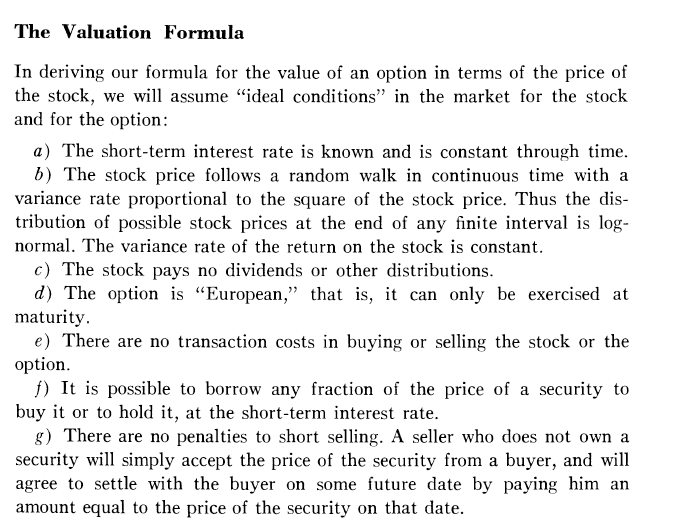 The Valuation Formula
In deriving our formula for the value of an option in terms of the price of
the stock, we will assume “ideal conditions” in the market for the stock
and for the option:
a) The short-term interest rate is known and is constant through time.
b) The stock price follows a random walk in continuous time with a
variance rate proportional to the square of the stock price. Thus the dis-
tribution of possible stock prices at the end of any finite interval is log-
normal. The variance rate of the return on the stock is constant.
c) The stock pays no dividends or other distributions.
d) The option is “European,” that is, it can only be exercised at
maturity.
e) There are no transaction costs in buying or selling the stock or the
option.
f) It is possible to borrow any fraction of the price of a security to
buy it or to hold it, at the short-term interest rate.
g) There are no penalties to short selling. A seller who does not own a
security will simply accept the price of the security from a buyer, and will
agree to settle with the buyer on some future date by paying him an
amount equal to the price of the security on that date.